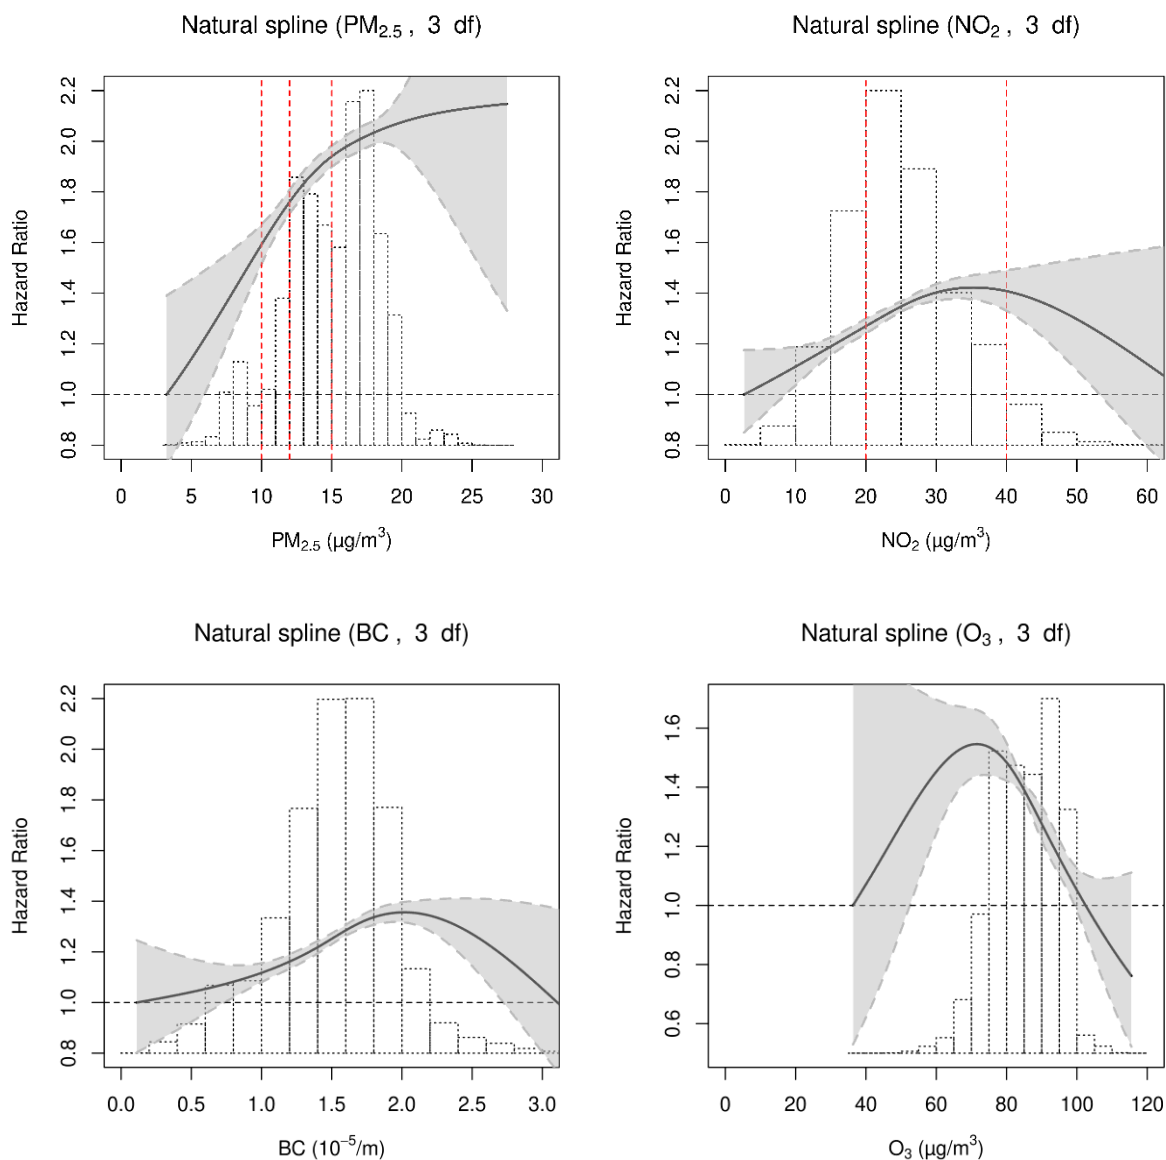 Natural spline (PM2.5 , 3 df)
Hazard Ratio
0.8 1.0 1.2 1.4 1.6 1.8 2.0 2.2
0 5 10 15 20 25 30
PM2.5 (µg/m³)
Natural spline (NO2 , 3 df)
Hazard Ratio
0.8 1.0 1.2 1.4 1.6 1.8 2.0 2.2
0 10 20 30 40 50 60
NO2 (µg/m³)
Natural spline (BC , 3 df)
Hazard Ratio
0.8 1.0 1.2 1.4 1.6 1.8 2.0 2.2
0.0 0.5 1.0 1.5 2.0 2.5 3.0
BC (10⁻⁵/m)
Natural spline (O3 , 3 df)
Hazard Ratio
0.6 0.8 1.0 1.2 1.4 1.6
0 20 40 60 80 100 120
O3 (µg/m³)